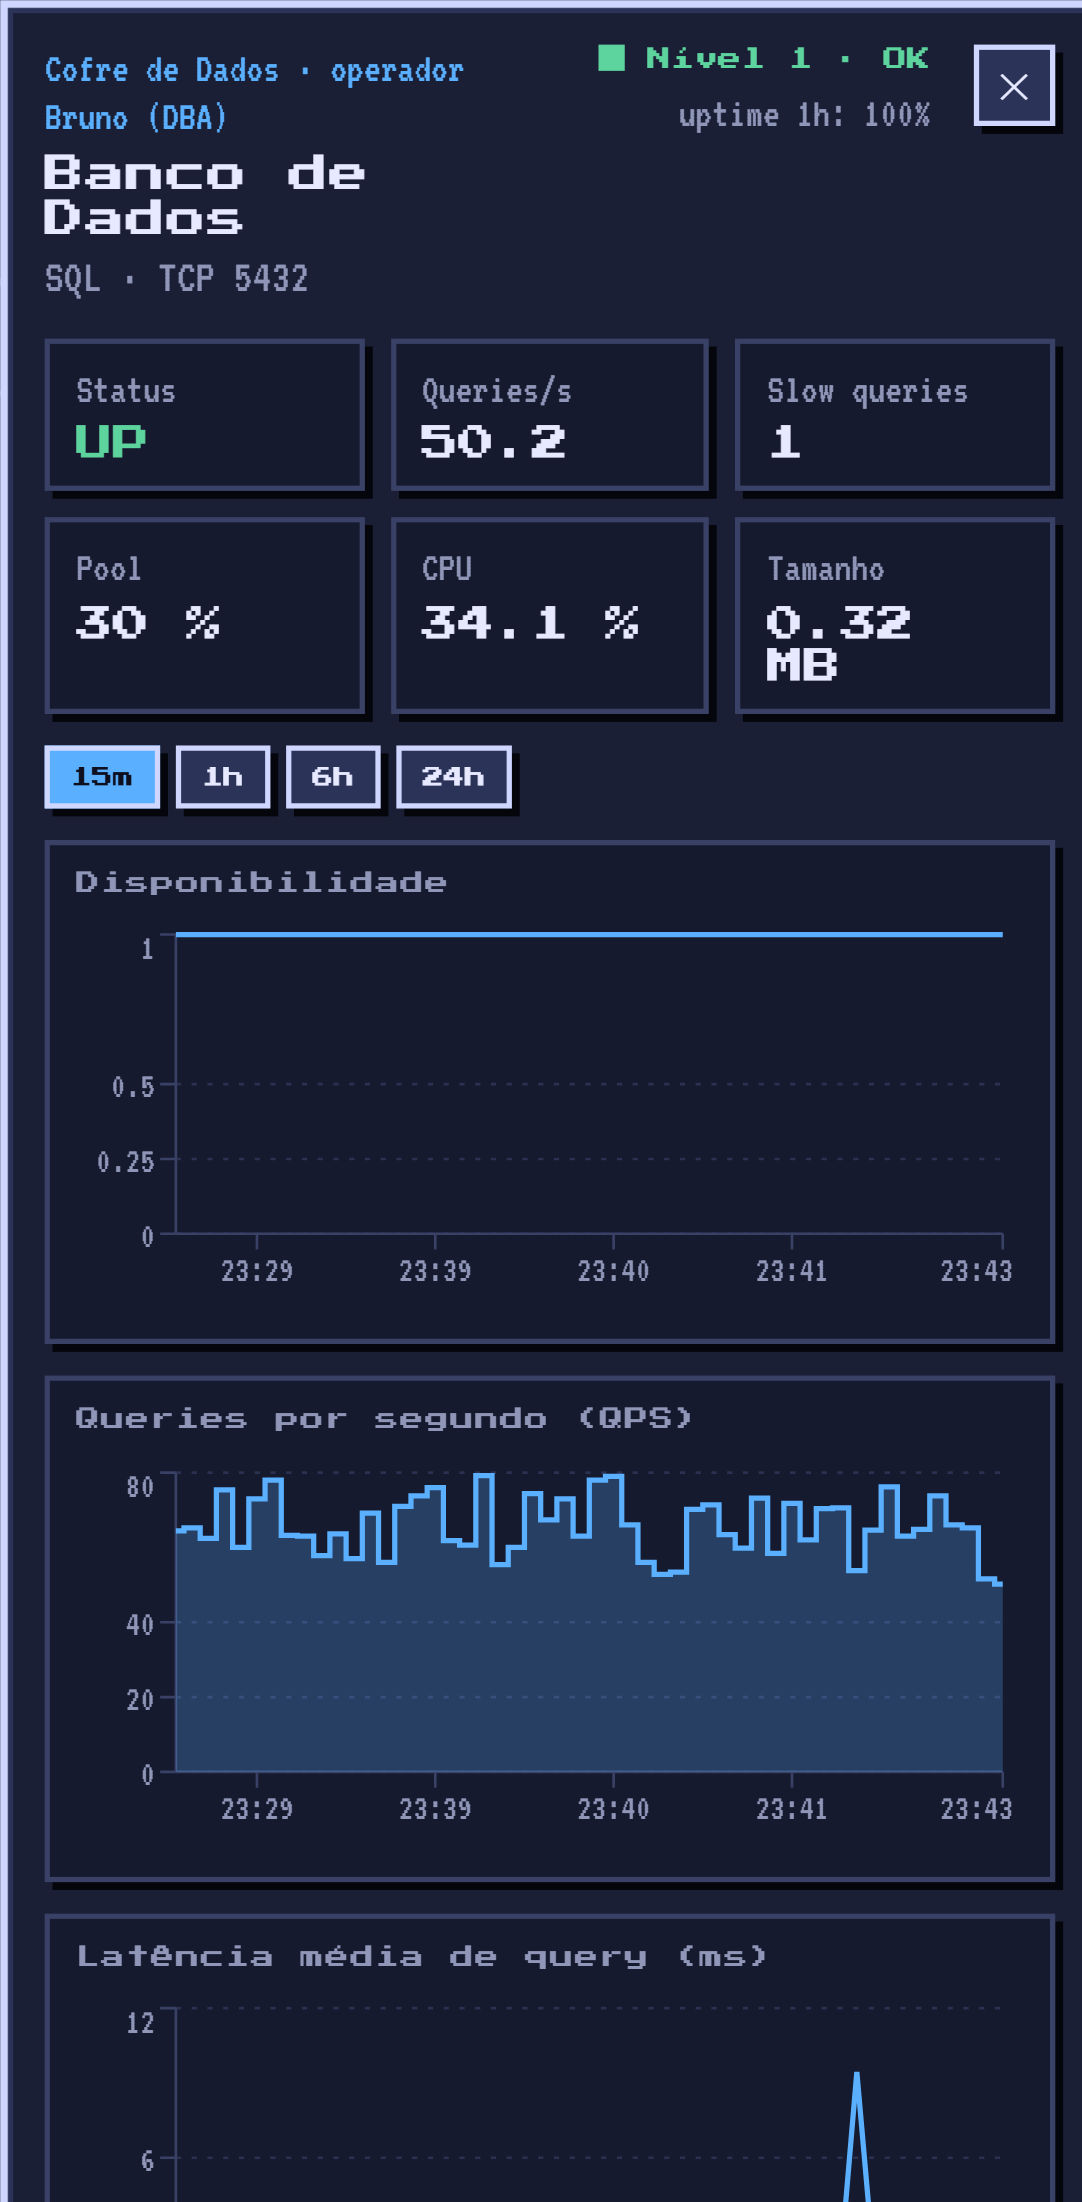 Cofre de Dados · operador
Bruno (DBA)
Nível 1 · OK
uptime 1h: 100%
Banco de
Dados
SQL · TCP 5432
Status
UP
Queries/s
50.2
Slow queries
1
Pool
30 %
CPU
34.1 %
Tamanho
0.32
MB
15m 1h 6h 24h
Disponibilidade
1
0.5
0.25
0
23:29 23:39 23:40 23:41 23:43
Queries por segundo (QPS)
80
40
20
0
23:29 23:39 23:40 23:41 23:43
Latência média de query (ms)
12
6